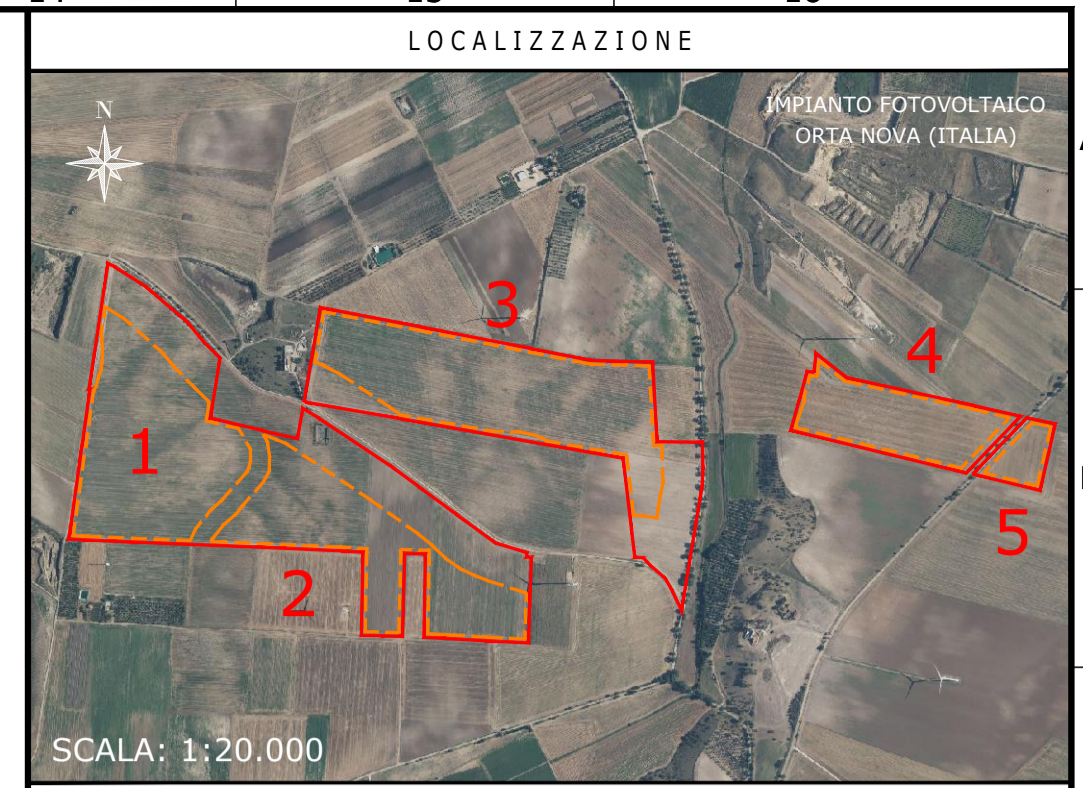 LOCALIZZAZIONE
N
IMPIANTO FOTOVOLTAICO
ORTA NOVA (ITALIA)
3
4
1
5
2
SCALA: 1:20.000